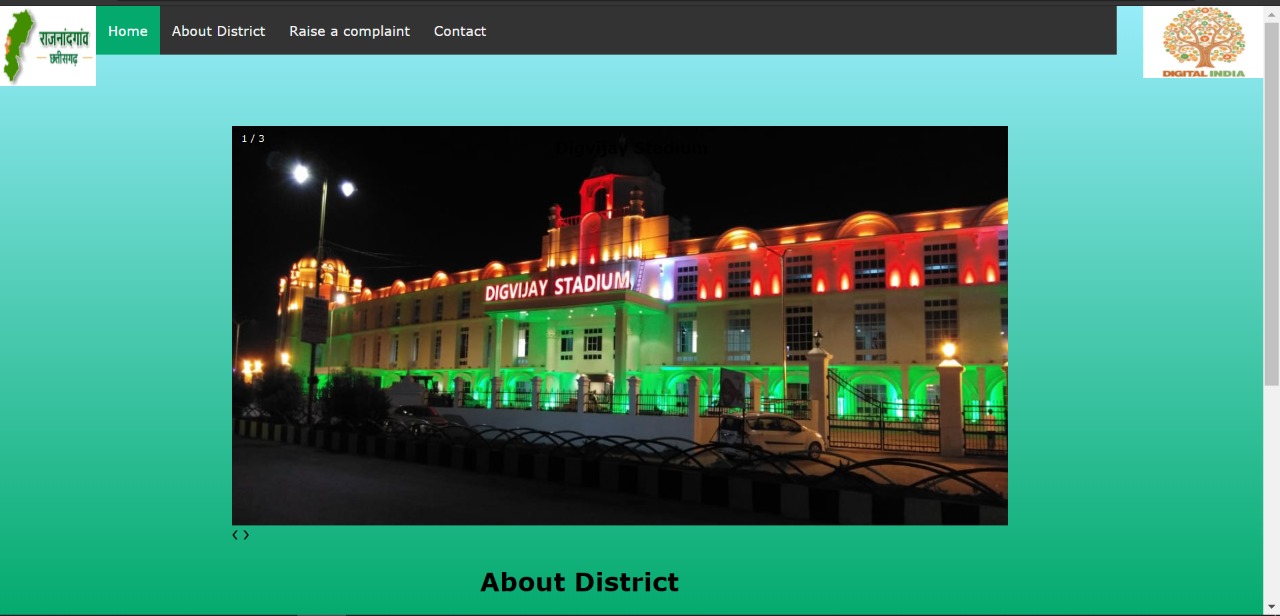 राजनांदगांव
छत्तीसगढ़
Home About District Raise a complaint Contact
DIGITAL INDIA
1 / 3
Digvijay Stadium
DIGVIJAY STADIUM
‹ ›
About District